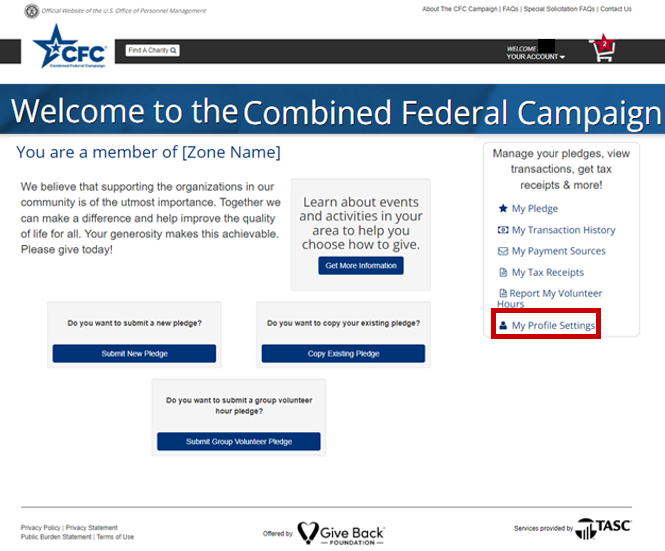 Official Website of the U.S. Office of Personnel Management
About The CFC Campaign | FAQs | Special Solicitation FAQs | Contact Us
CFC
Combined Federal Campaign
Find A Charity
WELCOME
YOUR ACCOUNT
2
Welcome to the Combined Federal Campaign
You are a member of [Zone Name]
We believe that supporting the organizations in our
community is of the utmost importance. Together we
can make a difference and help improve the quality
of life for all. Your generosity makes this achievable.
Please give today!
Learn about events
and activities in your
area to help you
choose how to give.
Get More Information
Manage your pledges, view
transactions, get tax
receipts & more!
My Pledge
My Transaction History
My Payment Sources
My Tax Receipts
Report My Volunteer
Hours
My Profile Settings
Do you want to submit a new pledge?
Submit New Pledge
Do you want to copy your existing pledge?
Copy Existing Pledge
Do you want to submit a group volunteer
hour pledge?
Submit Group Volunteer Pledge
Privacy Policy | Privacy Statement
Public Burden Statement | Terms of Use
Offered by
Give Back
FOUNDATION
Services provided by
TASC